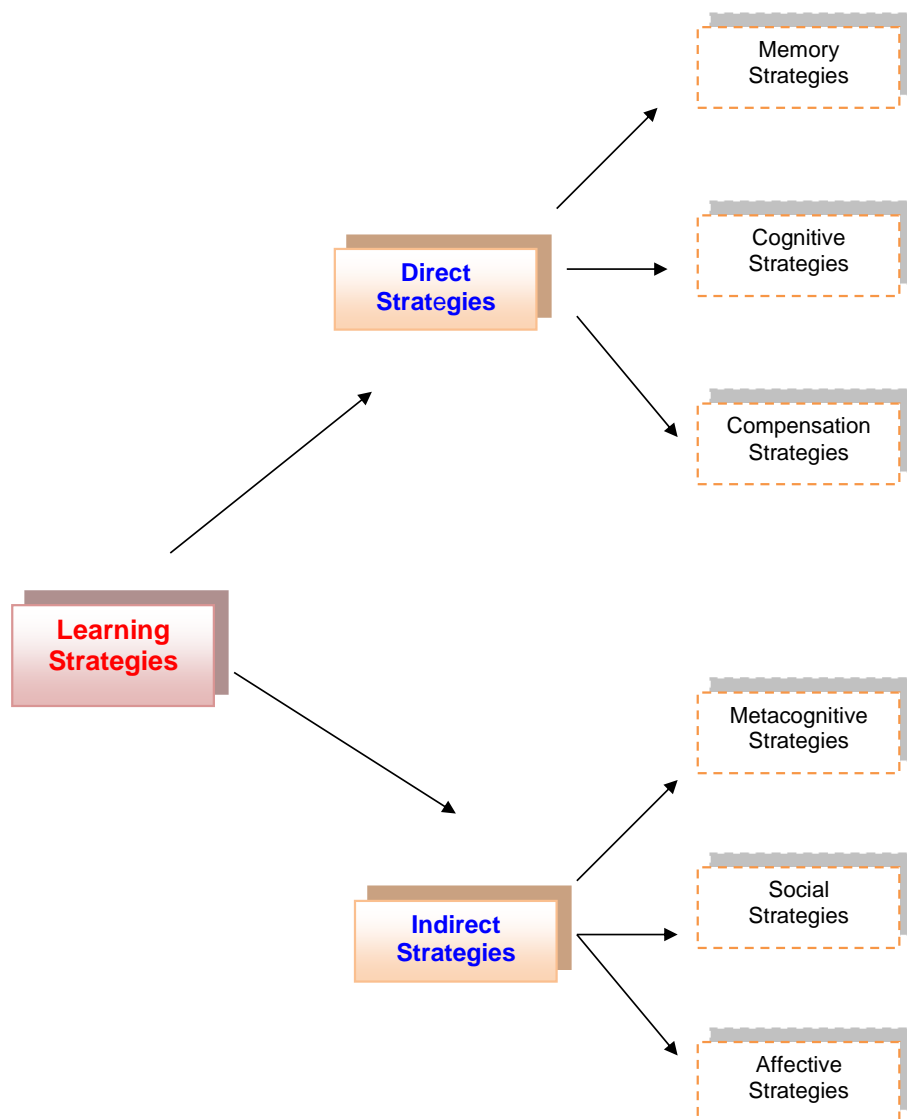 Memory
Strategies
Cognitive
Strategies
Direct
Strategies
Compensation
Strategies
Learning
Strategies
Metacognitive
Strategies
Social
Strategies
Indirect
Strategies
Affective
Strategies